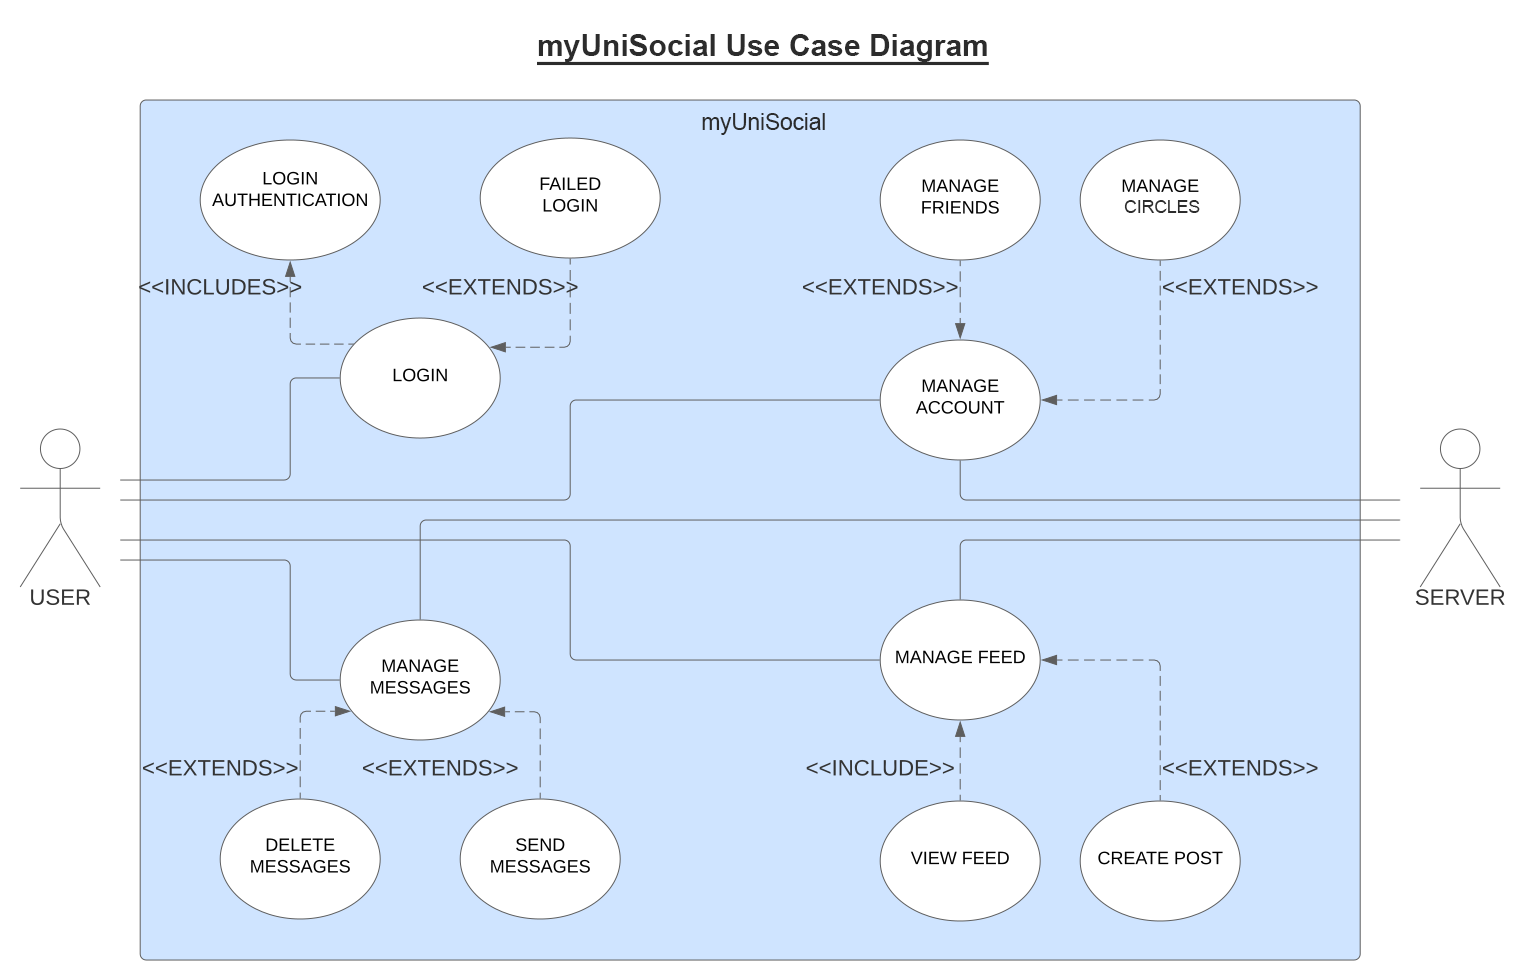 myUniSocial Use Case Diagram
myUniSocial
LOGIN
AUTHENTICATION
FAILED
LOGIN
MANAGE
FRIENDS
MANAGE
CIRCLES
<<INCLUDES>>
<<EXTENDS>>
<<EXTENDS>>
<<EXTENDS>>
LOGIN
MANAGE
ACCOUNT
USER
SERVER
MANAGE
MESSAGES
MANAGE FEED
<<EXTENDS>>
<<EXTENDS>>
<<INCLUDE>>
<<EXTENDS>>
DELETE
MESSAGES
SEND
MESSAGES
VIEW FEED
CREATE POST